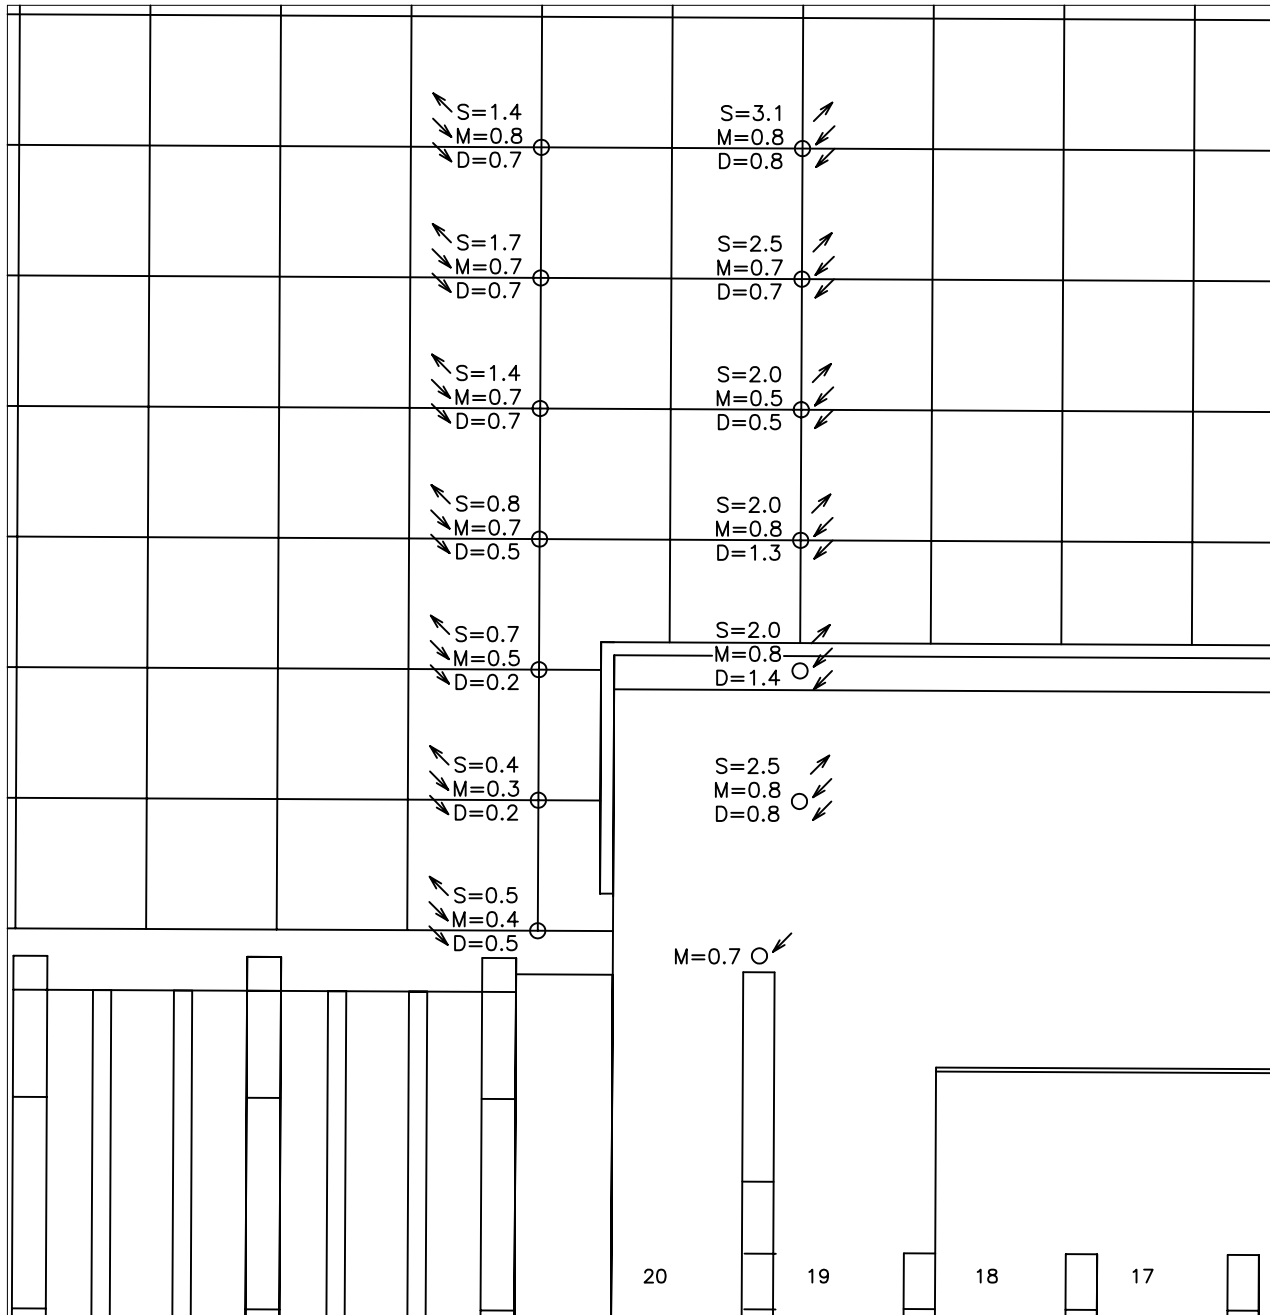 S=1.4
M=0.8
D=0.7
S=3.1
M=0.8
D=0.8
S=1.7
M=0.7
D=0.7
S=2.5
M=0.7
D=0.7
S=1.4
M=0.7
D=0.7
S=2.0
M=0.5
D=0.5
S=0.8
M=0.7
D=0.5
S=2.0
M=0.8
D=1.3
S=0.7
M=0.5
D=0.2
S=2.0
M=0.8
D=1.4
S=0.4
M=0.3
D=0.2
S=2.5
M=0.8
D=0.8
S=0.5
M=0.4
D=0.5
M=0.7
20 19 18 17